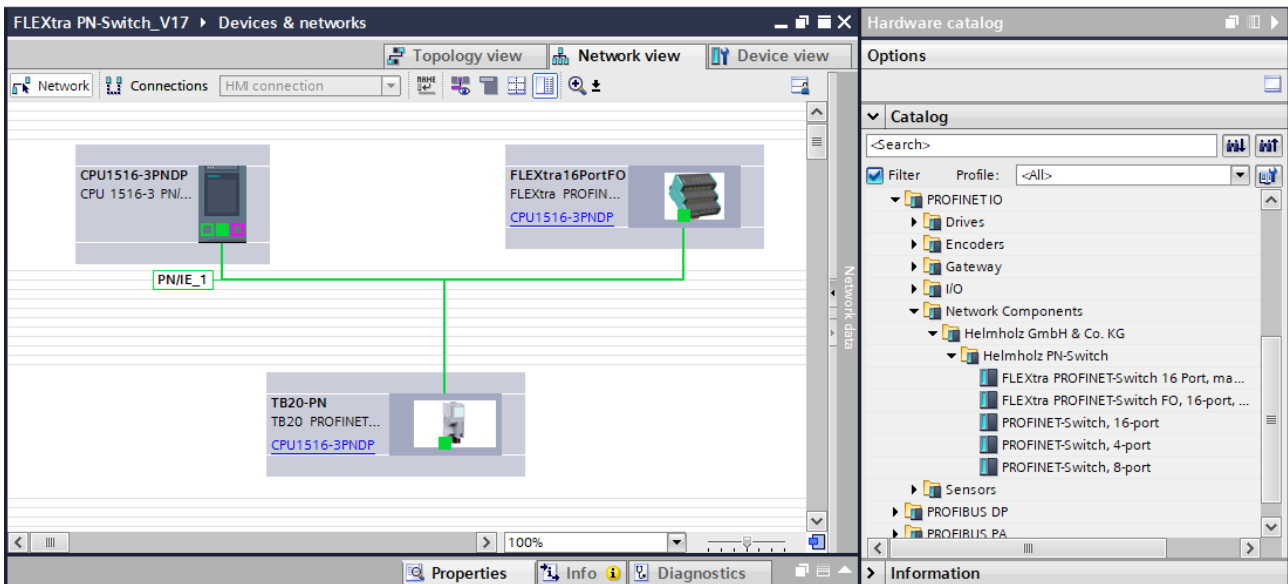 FLEXtra PN-Switch_V17 ▸ Devices & networks
Topology view
Network view
Device view
Network
Connections
HMI connection
CPU1516-3PNDP
CPU 1516-3 PN/...
FLEXtra16PortFO
FLEXtra PROFIN...
CPU1516-3PNDP
PN/IE_1
TB20-PN
TB20 PROFINET...
CPU1516-3PNDP
Network data
100%
Properties
Info
Diagnostics
Hardware catalog
Options
Catalog
<Search>
Filter Profile: <All>
PROFINET IO
Drives
Encoders
Gateway
I/O
Network Components
Helmholz GmbH & Co. KG
Helmholz PN-Switch
FLEXtra PROFINET-Switch 16 Port, ma...
FLEXtra PROFINET-Switch FO, 16-port, ...
PROFINET-Switch, 16-port
PROFINET-Switch, 4-port
PROFINET-Switch, 8-port
Sensors
PROFIBUS DP
PROFIBUS PA
Information